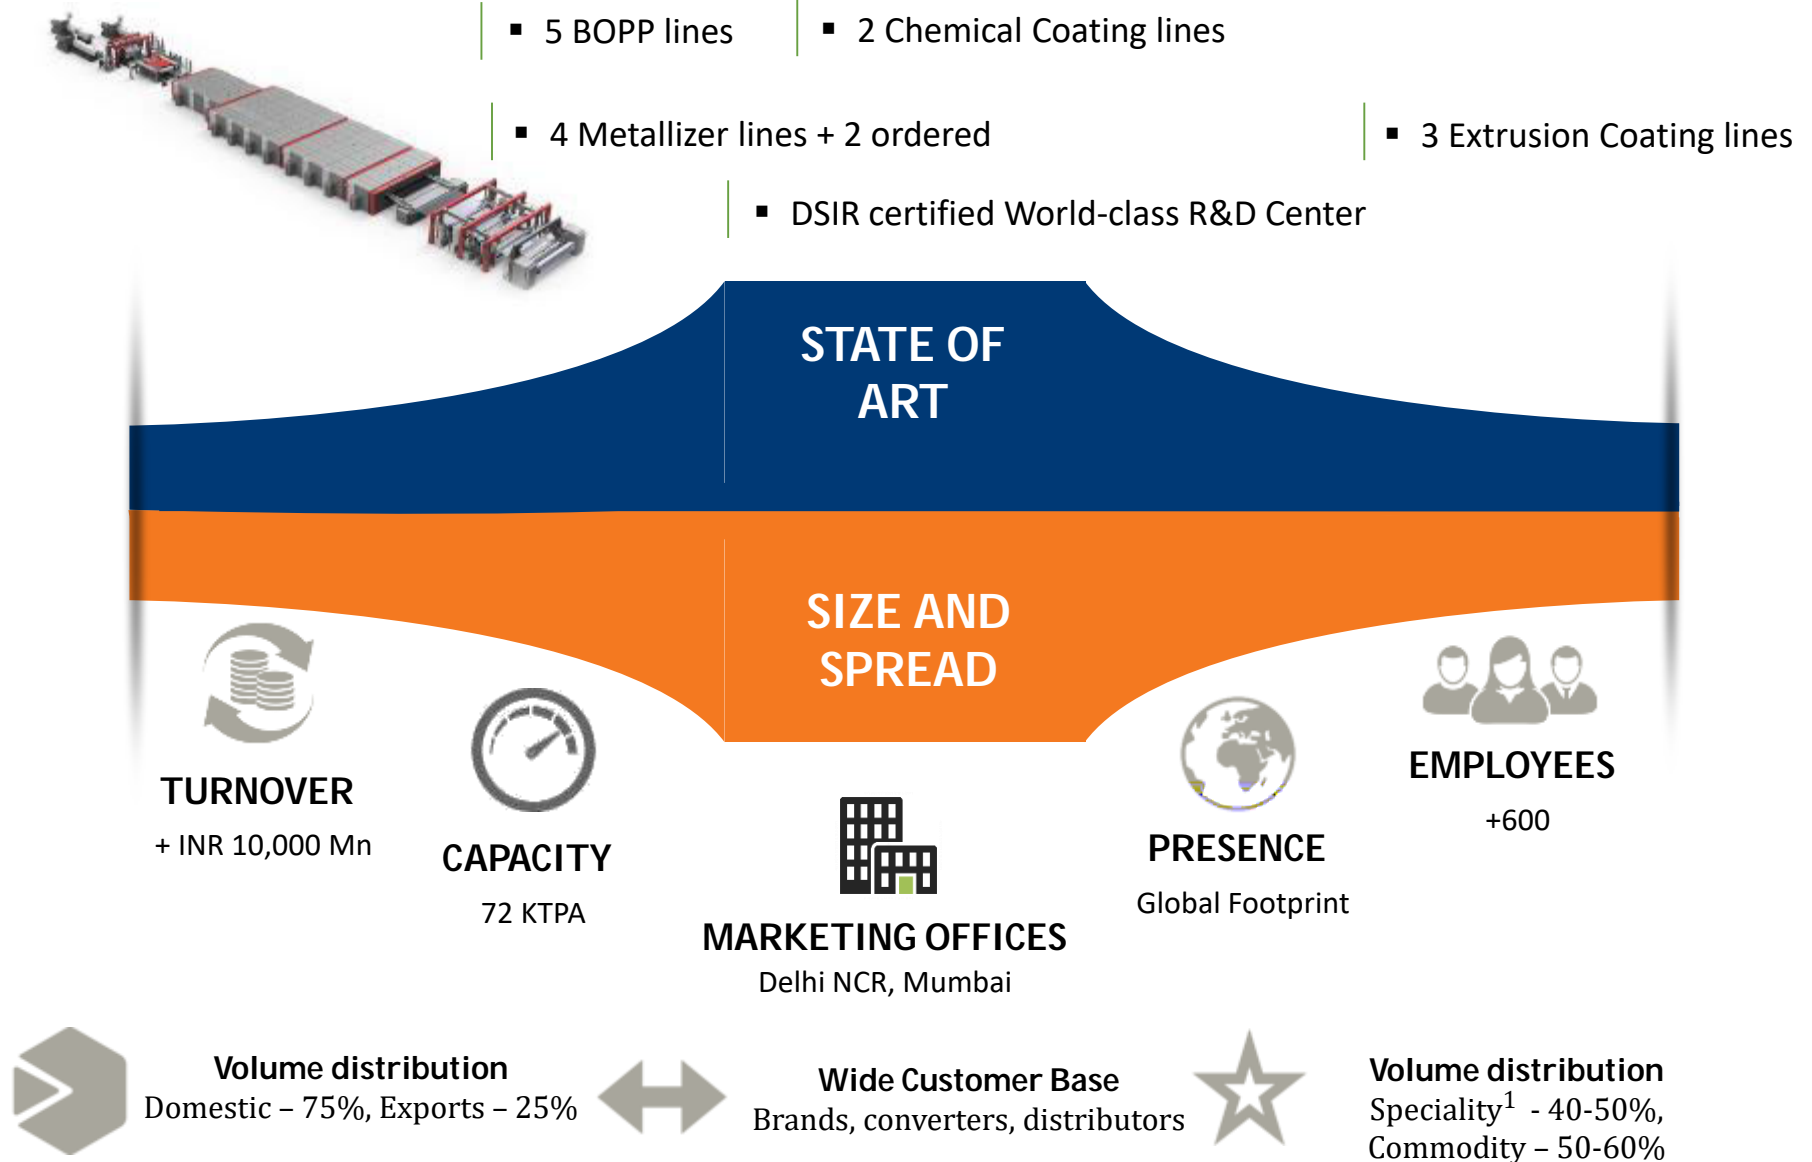 ▪ 5 BOPP lines
▪ 2 Chemical Coating lines
▪ 4 Metallizer lines + 2 ordered
▪ 3 Extrusion Coating lines
▪ DSIR certified World-class R&D Center
STATE OF
ART
SIZE AND
SPREAD
TURNOVER
+ INR 10,000 Mn
CAPACITY
72 KTPA
MARKETING OFFICES
Delhi NCR, Mumbai
PRESENCE
Global Footprint
EMPLOYEES
+600
Volume distribution
Domestic – 75%, Exports – 25%
Wide Customer Base
Brands, converters, distributors
Volume distribution
Speciality¹ - 40-50%,
Commodity – 50-60%